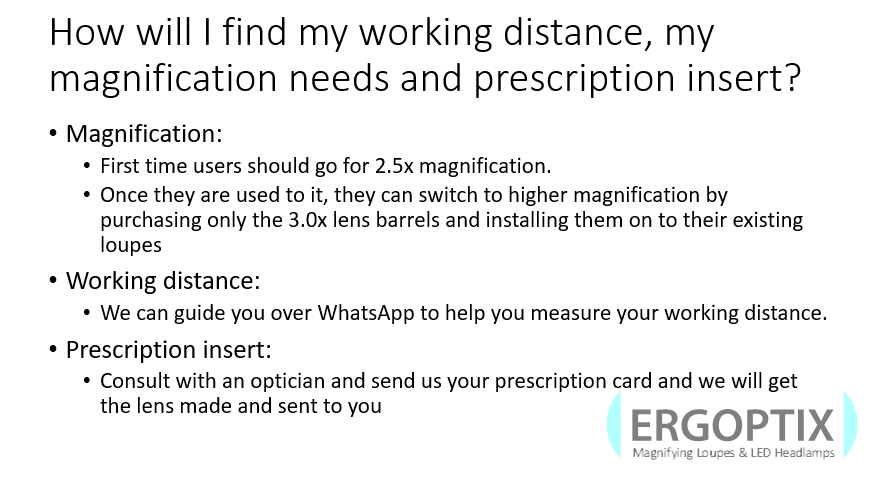 How will I find my working distance, my
magnification needs and prescription insert?
• Magnification:
• First time users should go for 2.5x magnification.
• Once they are used to it, they can switch to higher magnification by
purchasing only the 3.0x lens barrels and installing them on to their existing
loupes
• Working distance:
• We can guide you over WhatsApp to help you measure your working distance.
• Prescription insert:
• Consult with an optician and send us your prescription card and we will get
the lens made and sent to you
ERGOPTIX
Magnifying Loupes & LED Headlamps